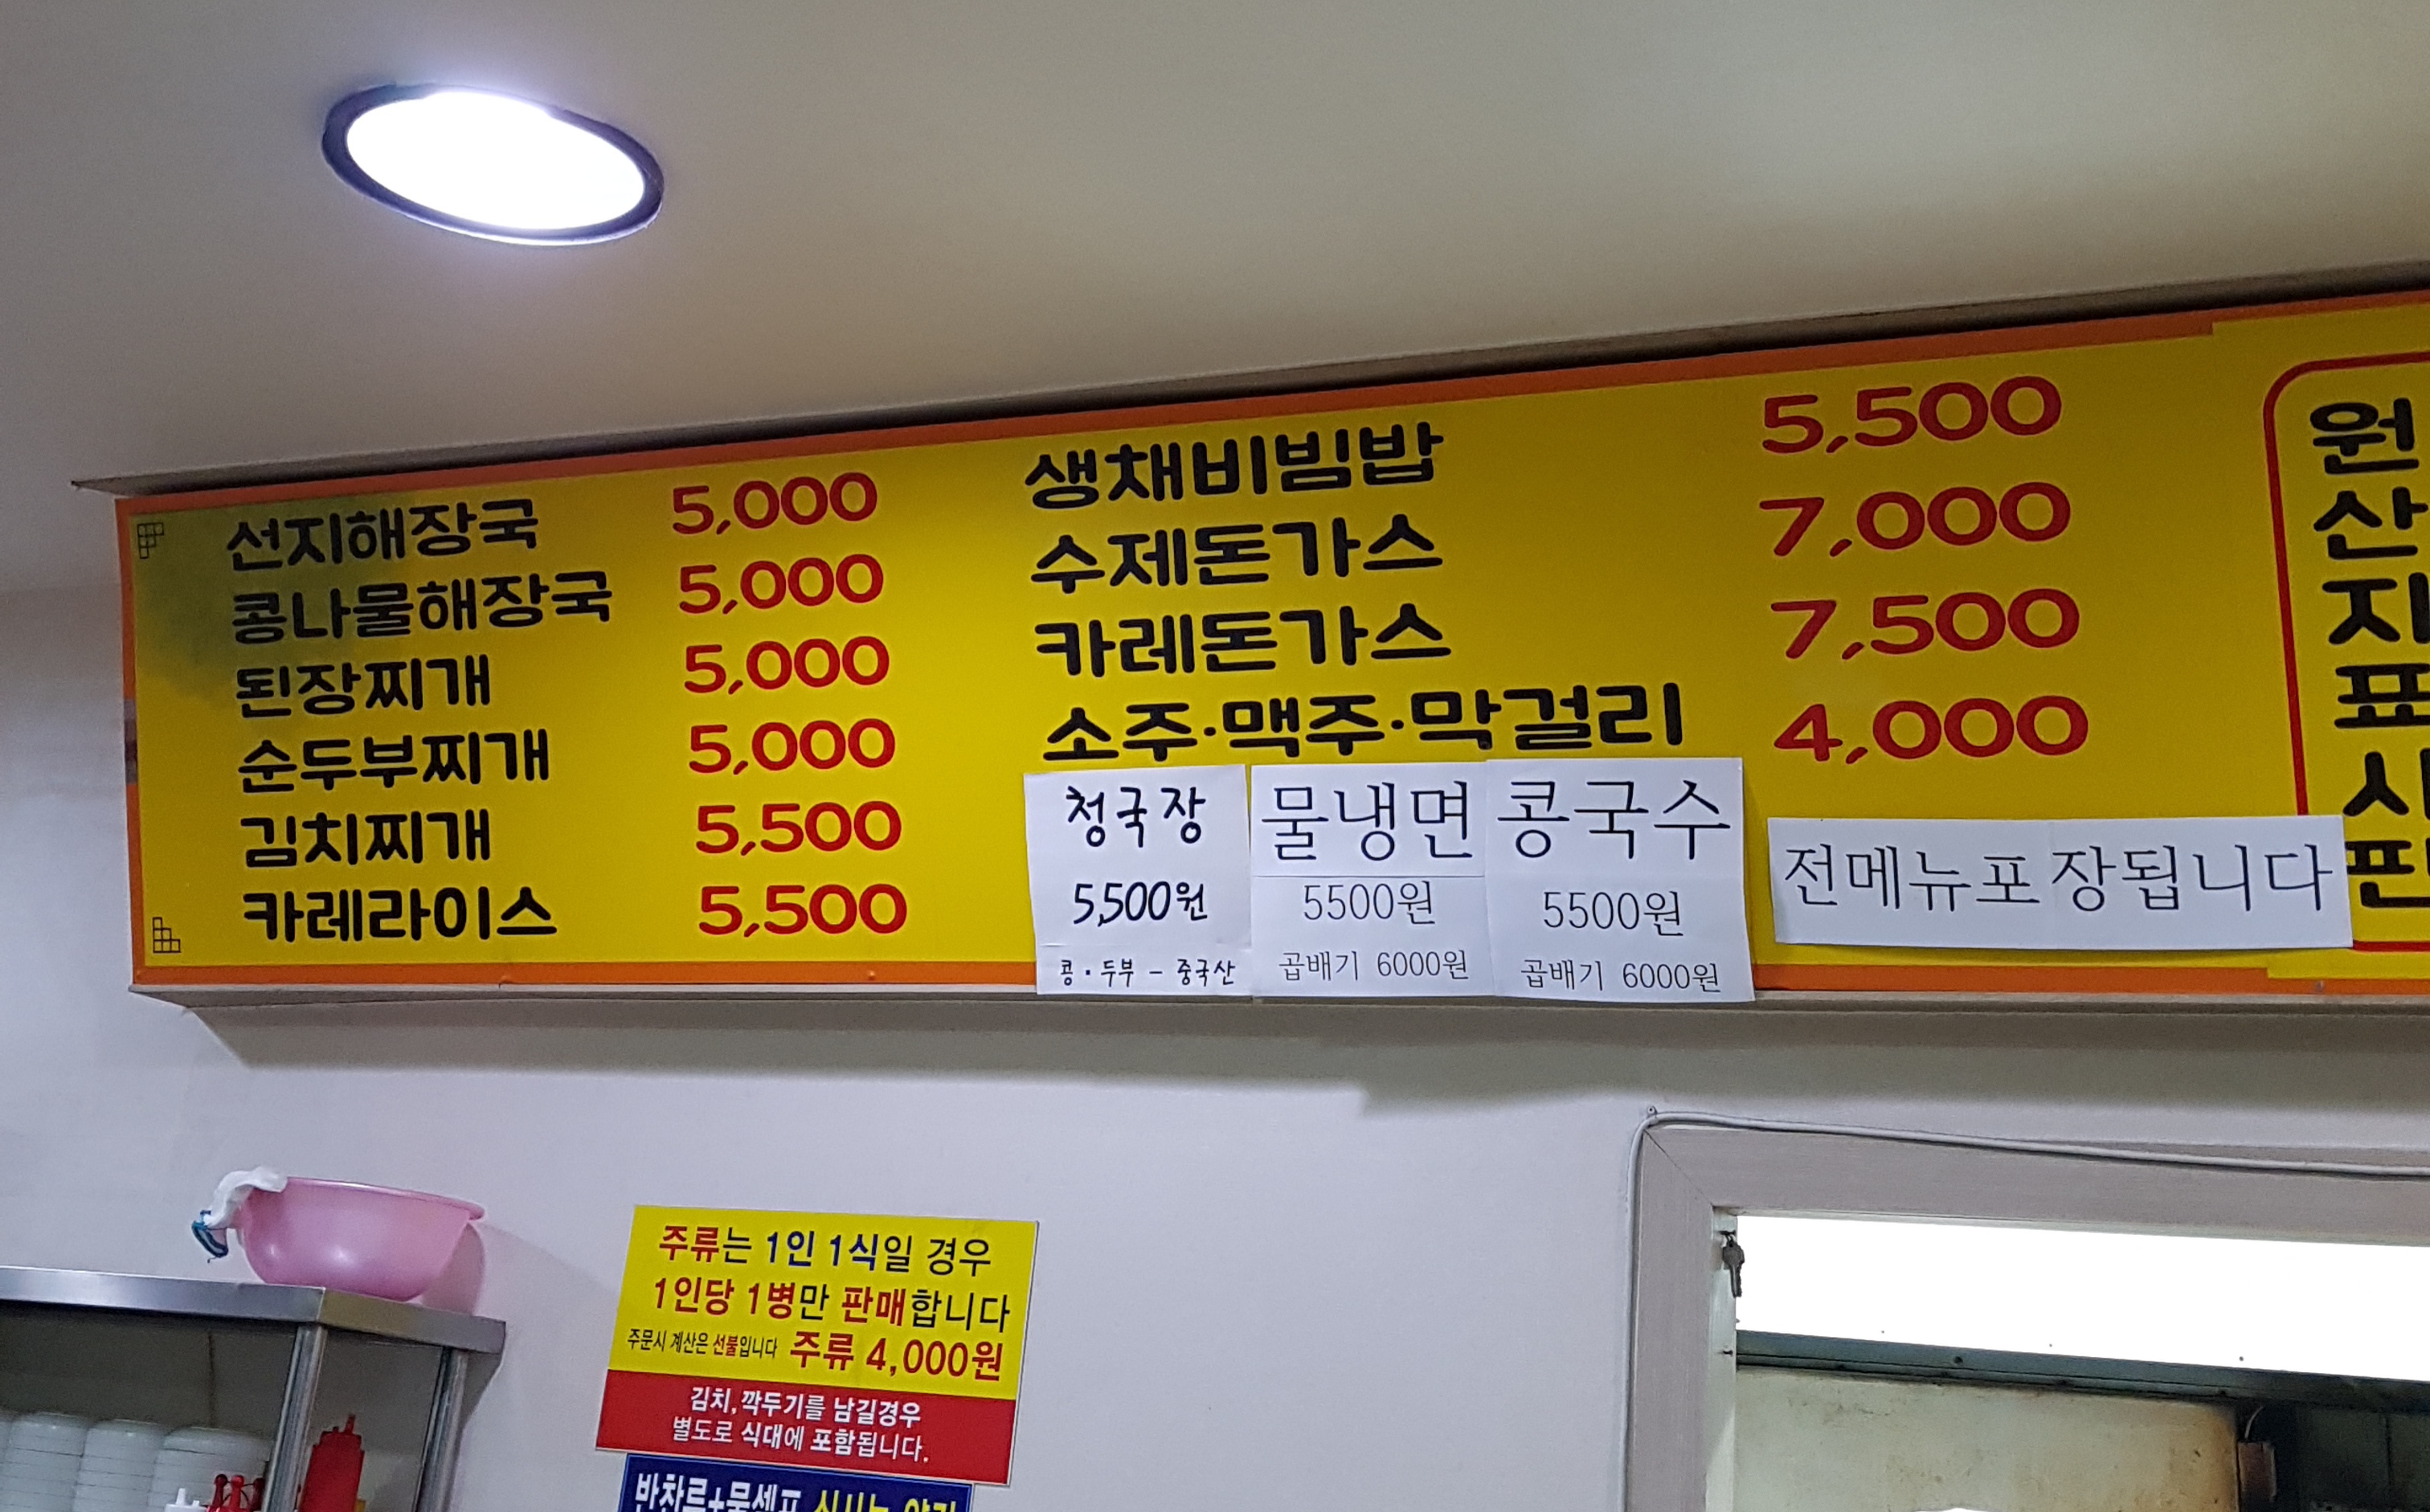 선지해장국 5,000
콩나물해장국 5,000
된장찌개 5,000
순두부찌개 5,000
김치찌개 5,500
카레라이스 5,500
생채비빔밥 5,500
수제돈가스 7,000
카레돈가스 7,500
소주·맥주·막걸리 4,000
청국장
5,500원
콩·두부 - 중국산
물냉면
5500원
곱배기 6000원
콩국수
5500원
곱배기 6000원
전메뉴포장됩니다
원
산
지
표
시
판
주류는 1인 1식일 경우
1인당 1병만 판매합니다
주문시 계산은 선불입니다 주류 4,000원
김치,깍두기를 남길경우
별도로 식대에 포함됩니다.